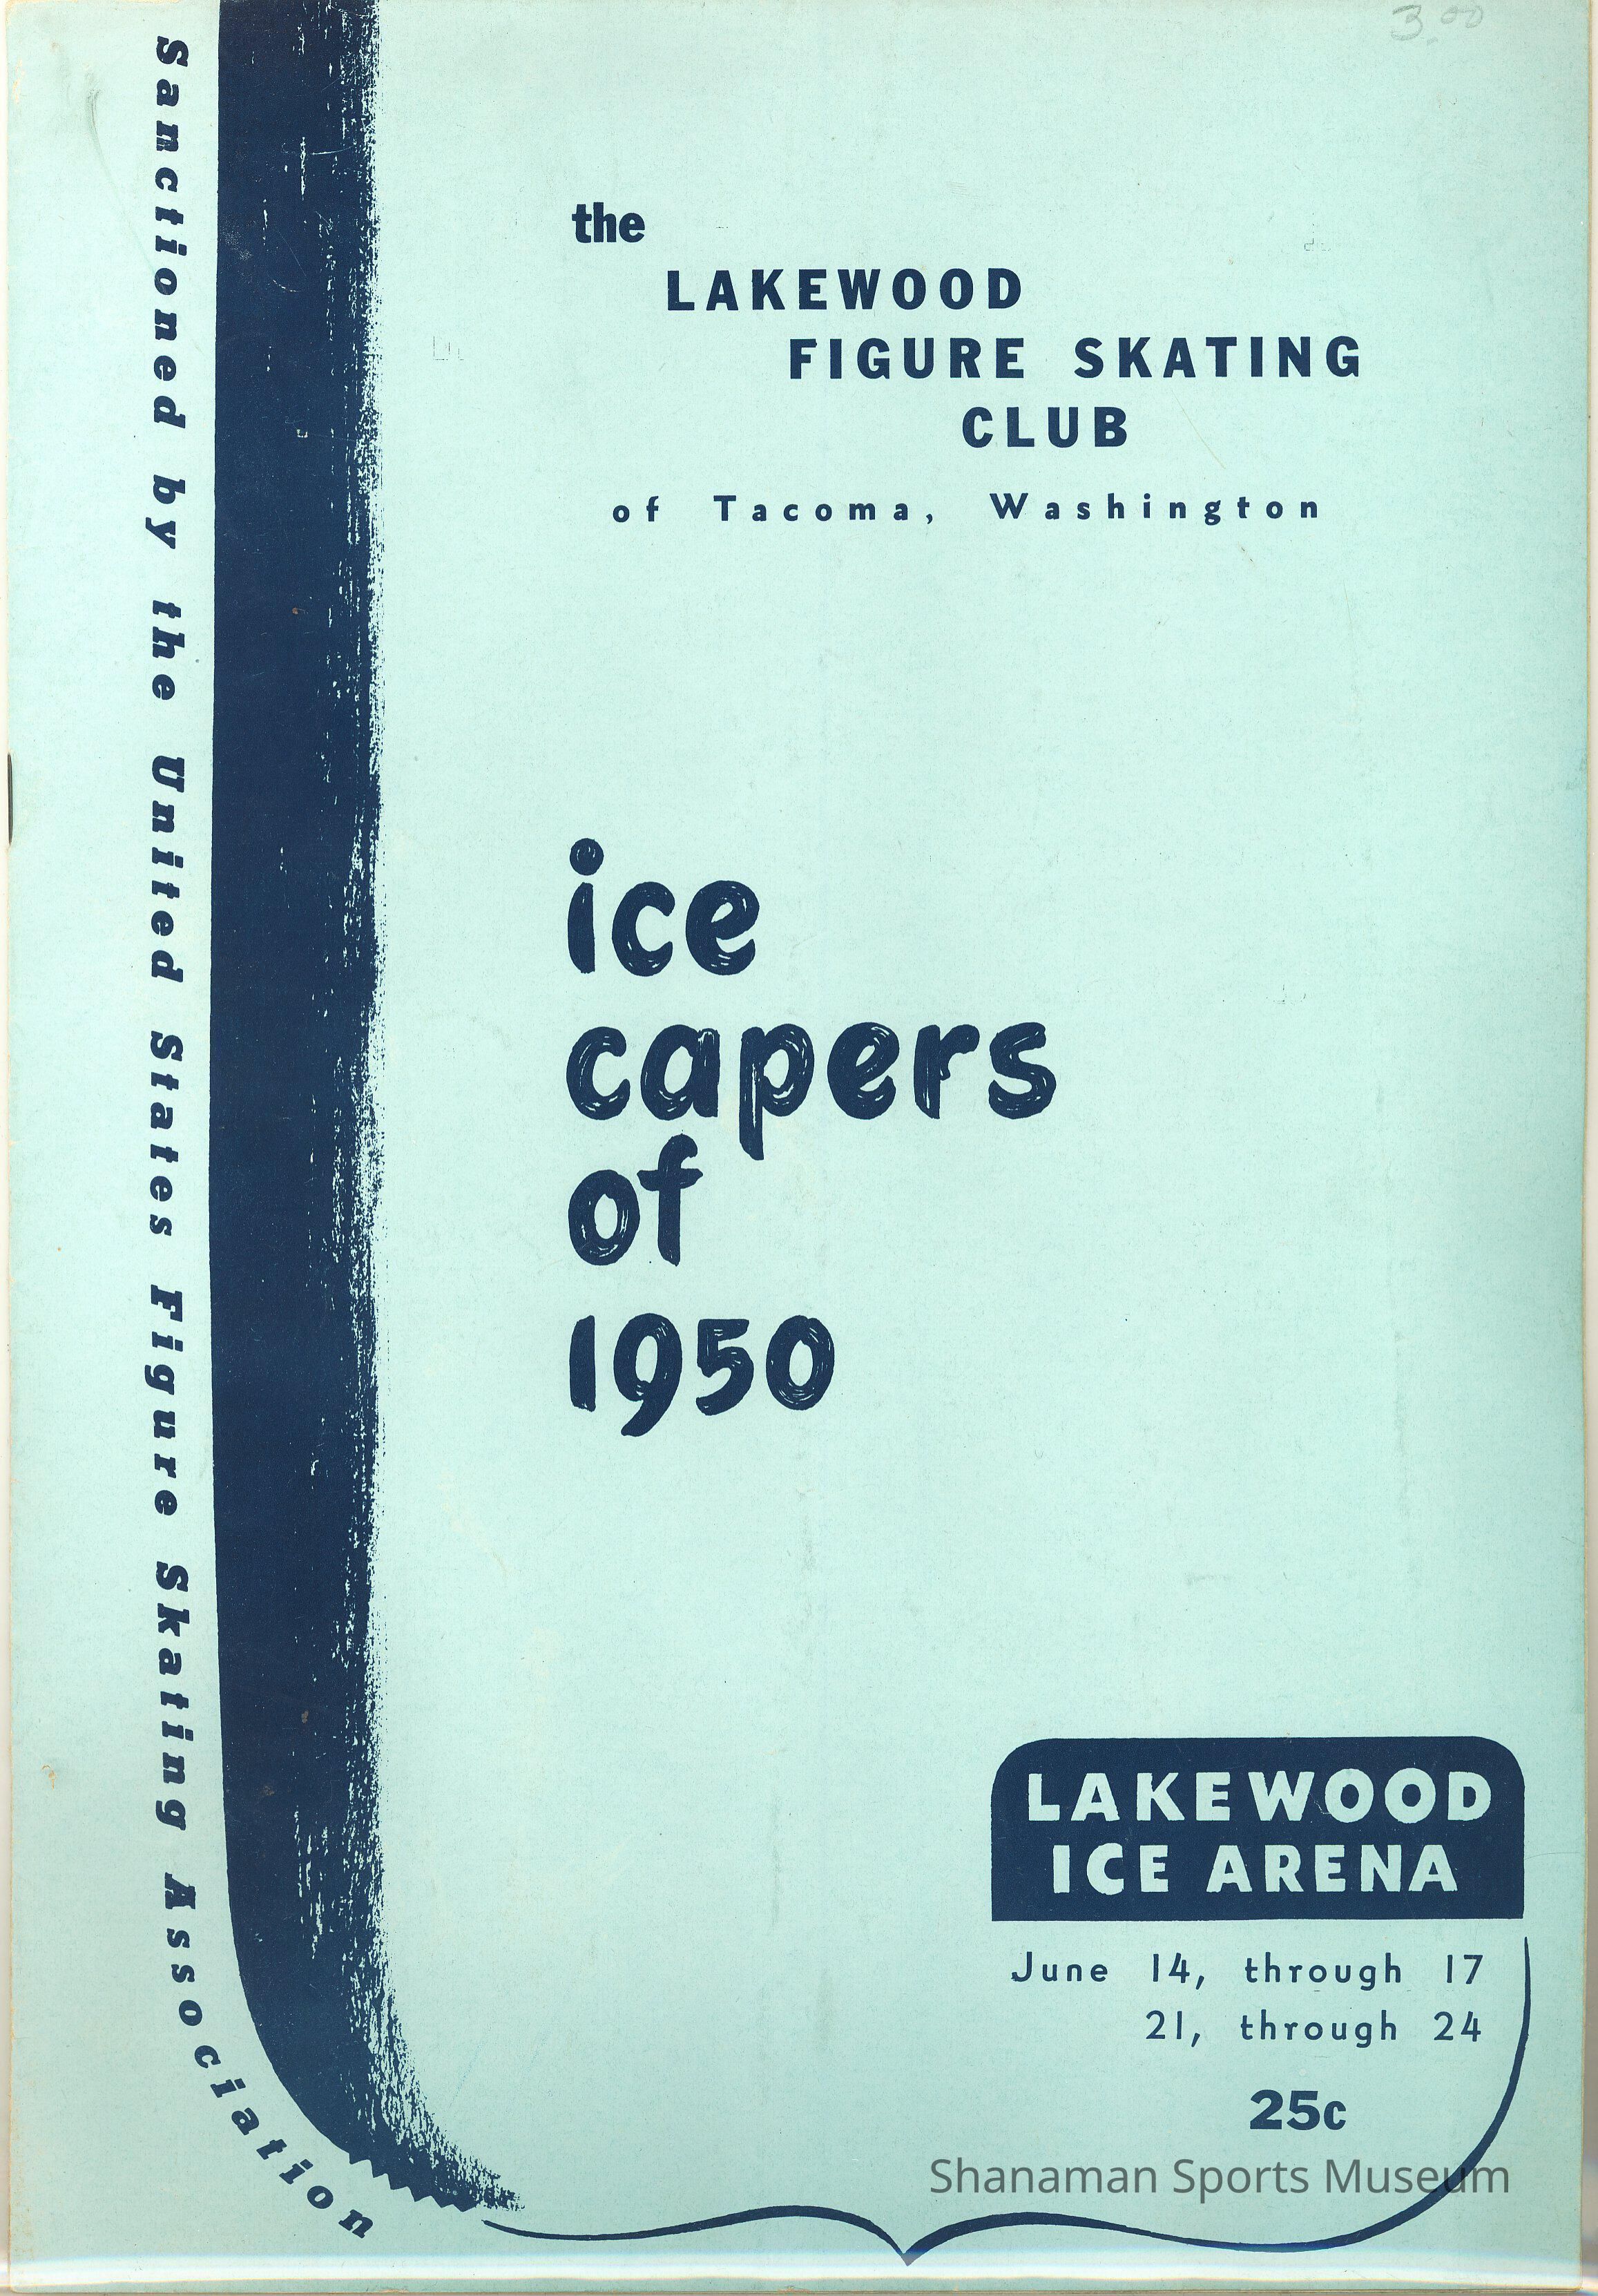 3.00
the
LAKEWOOD
FIGURE SKATING
CLUB
of Tacoma, Washington
ice
capers
of
1950
LAKEWOOD
ICE ARENA
June 14, through 17
21, through 24
25c
Shanaman Sports Museum
Sanctioned by the United States Figure Skating Association